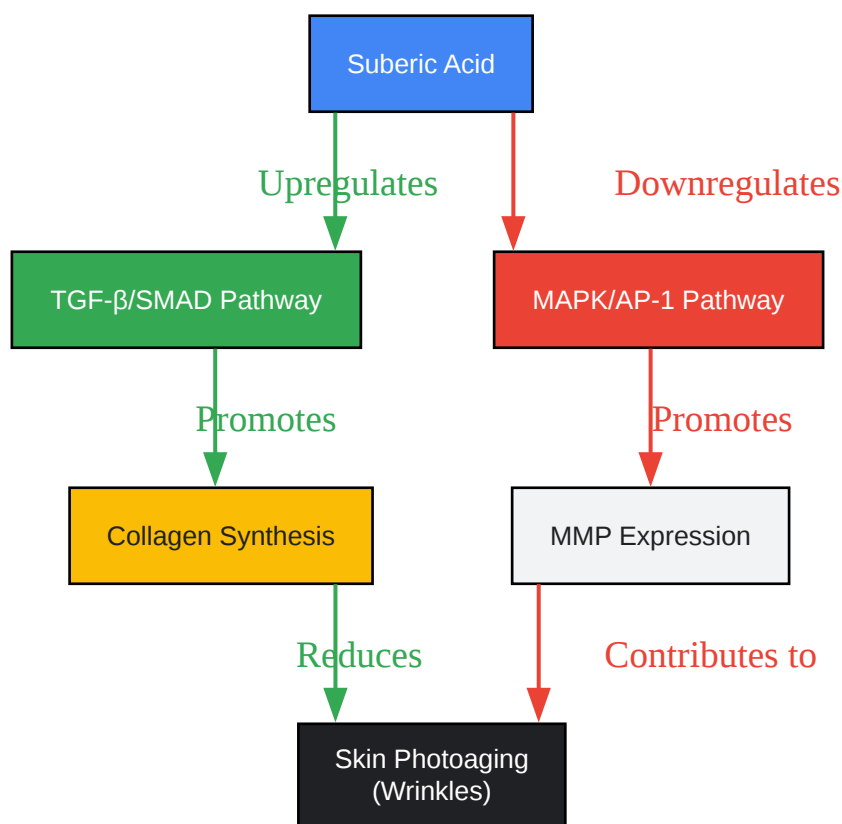 Suberic Acid
Upregulates
Downregulates
TGF-β/SMAD Pathway
MAPK/AP-1 Pathway
Promotes
Promotes
Collagen Synthesis
MMP Expression
Reduces
Contributes to
Skin Photoaging
(Wrinkles)